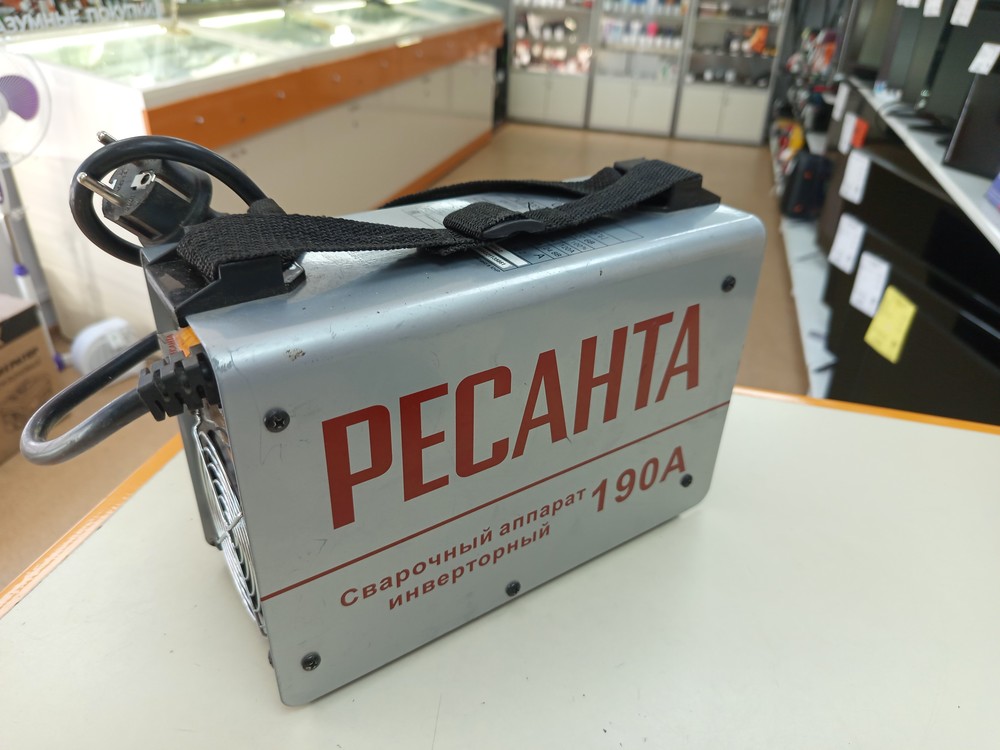 РЕСАНТА
Сварочный аппарат 190А
инверторный